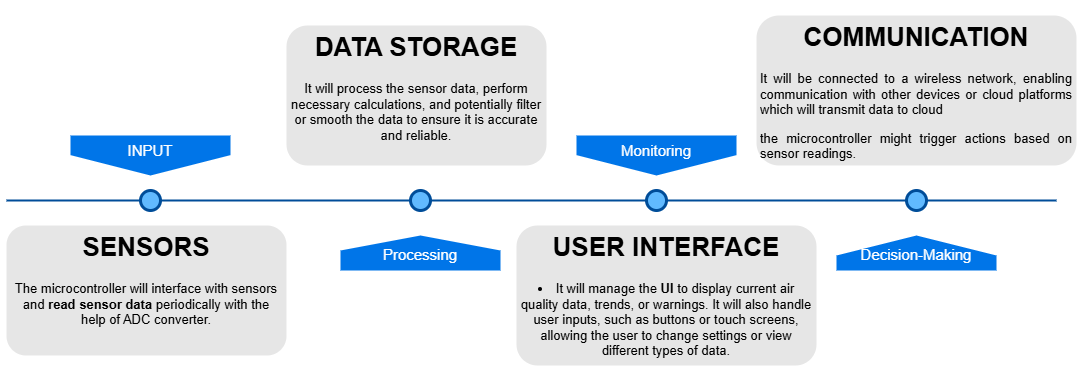 INPUT
SENSORS
The microcontroller will interface with sensors
and read sensor data periodically with the
help of ADC converter.
DATA STORAGE
It will process the sensor data, perform
necessary calculations, and potentially filter
or smooth the data to ensure it is accurate
and reliable.
Processing
Monitoring
USER INTERFACE
• It will manage the UI to display current air
quality data, trends, or warnings. It will also handle
user inputs, such as buttons or touch screens,
allowing the user to change settings or view
different types of data.
COMMUNICATION
It will be connected to a wireless network, enabling
communication with other devices or cloud platforms
which will transmit data to cloud
the microcontroller might trigger actions based on
sensor readings.
Decision-Making